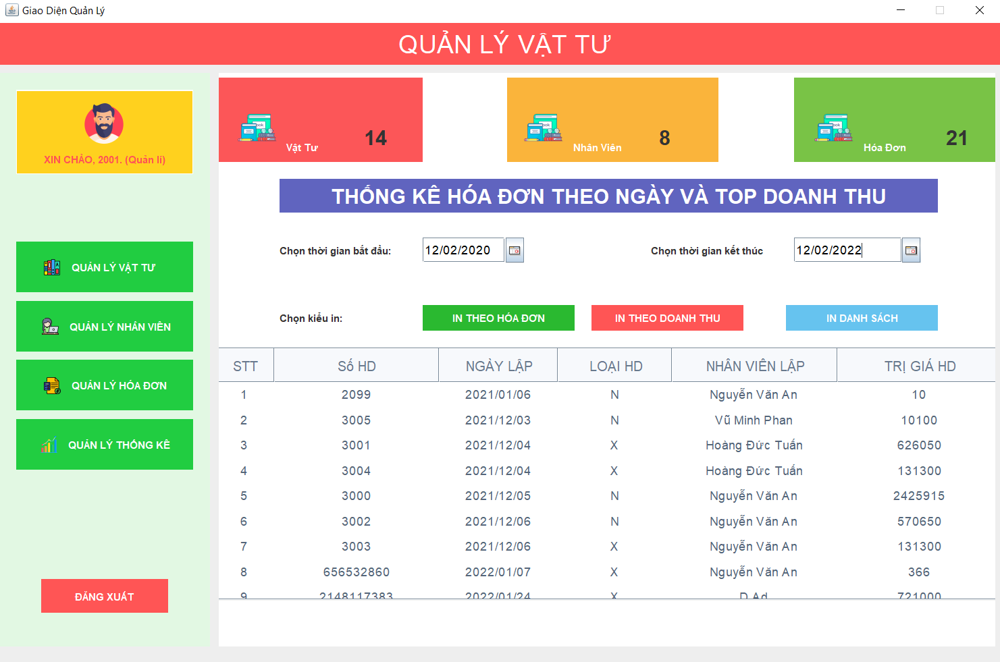 Giao Diện Quản Lý
QUẢN LÝ VẬT TƯ
XIN CHÀO, 2001. (Quản lí)
QUẢN LÝ VẬT TƯ
QUẢN LÝ NHÂN VIÊN
QUẢN LÝ HÓA ĐƠN
QUẢN LÝ THỐNG KÊ
ĐĂNG XUẤT
Vật Tư 14
Nhân Viên 8
Hóa Đơn 21
THỐNG KÊ HÓA ĐƠN THEO NGÀY VÀ TOP DOANH THU
Chọn thời gian bắt đầu: 12/02/2020 Chọn thời gian kết thúc 12/02/2022
Chọn kiểu in: IN THEO HÓA ĐƠN IN THEO DOANH THU IN DANH SÁCH
STT Số HD NGÀY LẬP LOẠI HD NHÂN VIÊN LẬP TRỊ GIÁ HD
1 2099 2021/01/06 N Nguyễn Văn An 10
2 3005 2021/12/03 N Vũ Minh Phan 10100
3 3001 2021/12/04 X Hoàng Đức Tuấn 626050
4 3004 2021/12/04 X Hoàng Đức Tuấn 131300
5 3000 2021/12/05 N Nguyễn Văn An 2425915
6 3002 2021/12/06 N Nguyễn Văn An 570650
7 3003 2021/12/06 X Nguyễn Văn An 131300
8 656532860 2022/01/07 X Nguyễn Văn An 366
9 2148117383 2022/01/24 X D Ad 721000